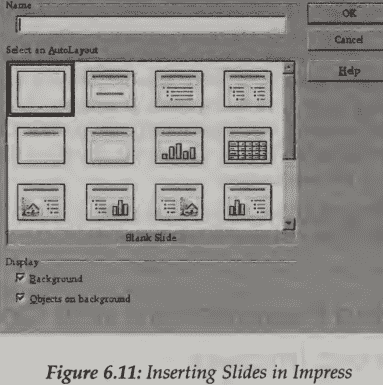 Name
OK
Cancel
Help
Select an AutoLayout
Blank Slide
Display
Background
Objects on background
Figure 6.11: Inserting Slides in Impress